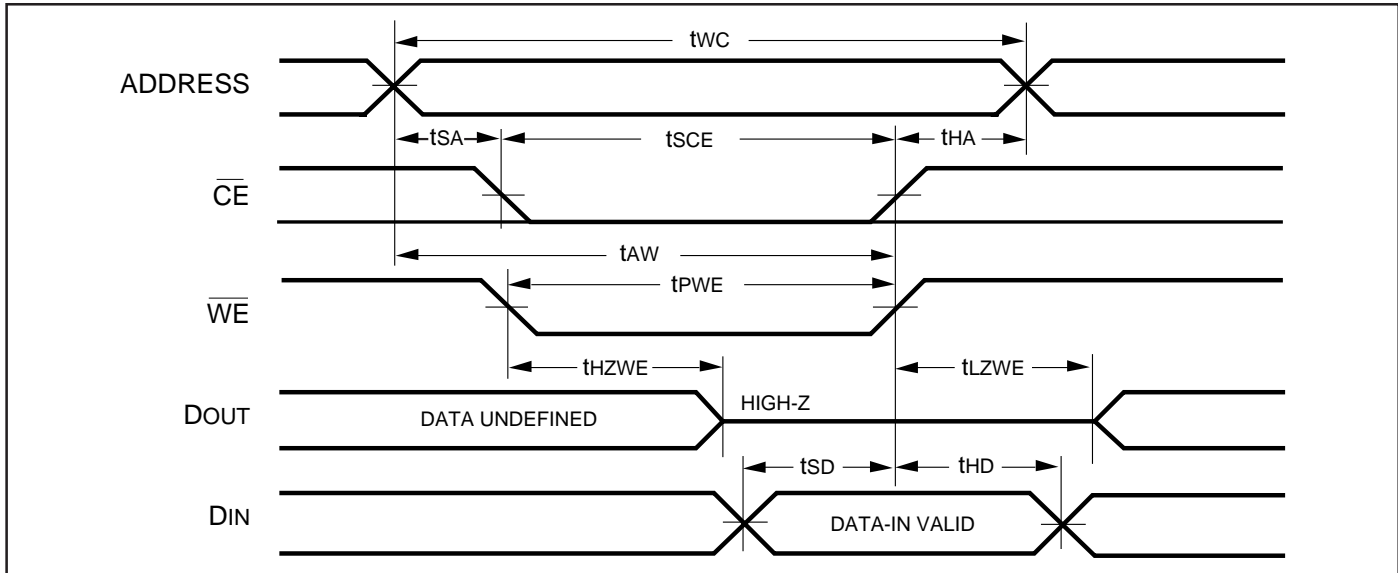 tWC
ADDRESS
tSA
tSCE
tHA
CE
tAW
tPWE
WE
tHZWE
tLZWE
DOUT
DATA UNDEFINED
HIGH-Z
tSD
tHD
DIN
DATA-IN VALID